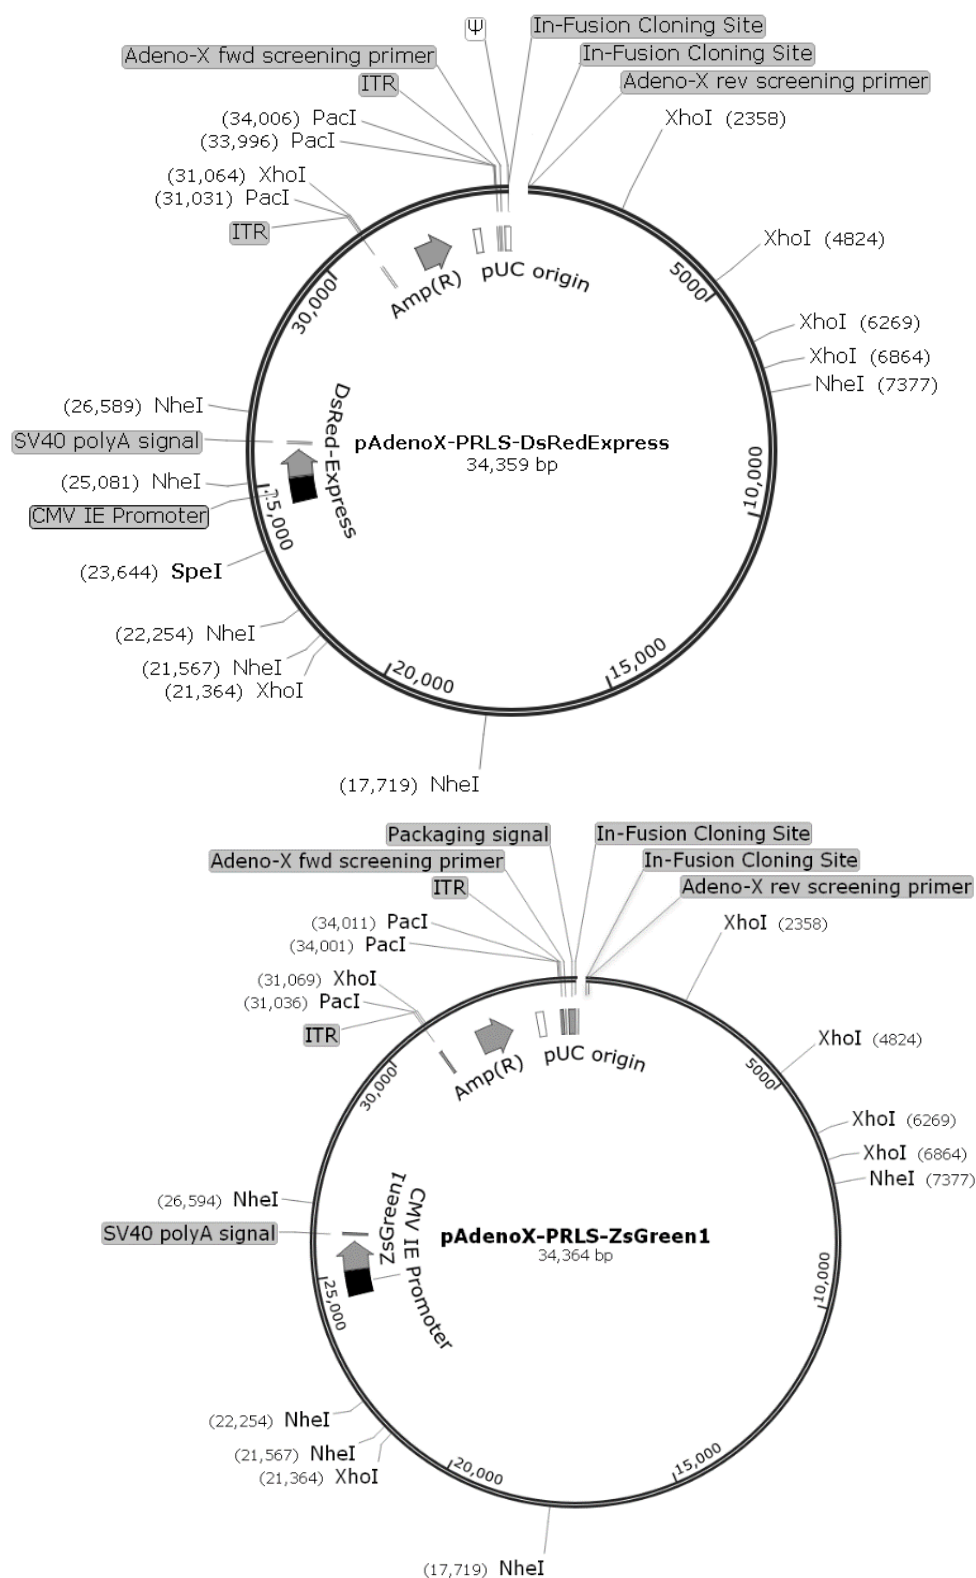 Ψ
In-Fusion Cloning Site
Adeno-X fwd screening primer
In-Fusion Cloning Site
ITR
Adeno-X rev screening primer
(34,006) PacI
XhoI (2358)
(33,996) PacI
(31,064) XhoI
(31,031) PacI
ITR
XhoI (4824)
Amp(R)
pUC origin
5000
30,000
XhoI (6269)
XhoI (6864)
NheI (7377)
(26,589) NheI
SV40 polyA signal
DsRed-Express
pAdenoX-PRLS-DsRedExpress
34,359 bp
(25,081) NheI
25,000
10,000
CMV IE Promoter
(23,644) SpeI
(22,254) NheI
(21,567) NheI
(21,364) XhoI
20,000
15,000
(17,719) NheI
Packaging signal
In-Fusion Cloning Site
Adeno-X fwd screening primer
In-Fusion Cloning Site
ITR
Adeno-X rev screening primer
(34,011) PacI
XhoI (2358)
(34,001) PacI
(31,069) XhoI
(31,036) PacI
ITR
XhoI (4824)
Amp(R)
pUC origin
5000
30,000
XhoI (6269)
XhoI (6864)
NheI (7377)
(26,594) NheI
SV40 polyA signal
ZsGreen1
CMV IE Promoter
pAdenoX-PRLS-ZsGreen1
34,364 bp
25,000
10,000
(22,254) NheI
(21,567) NheI
(21,364) XhoI
20,000
15,000
(17,719) NheI